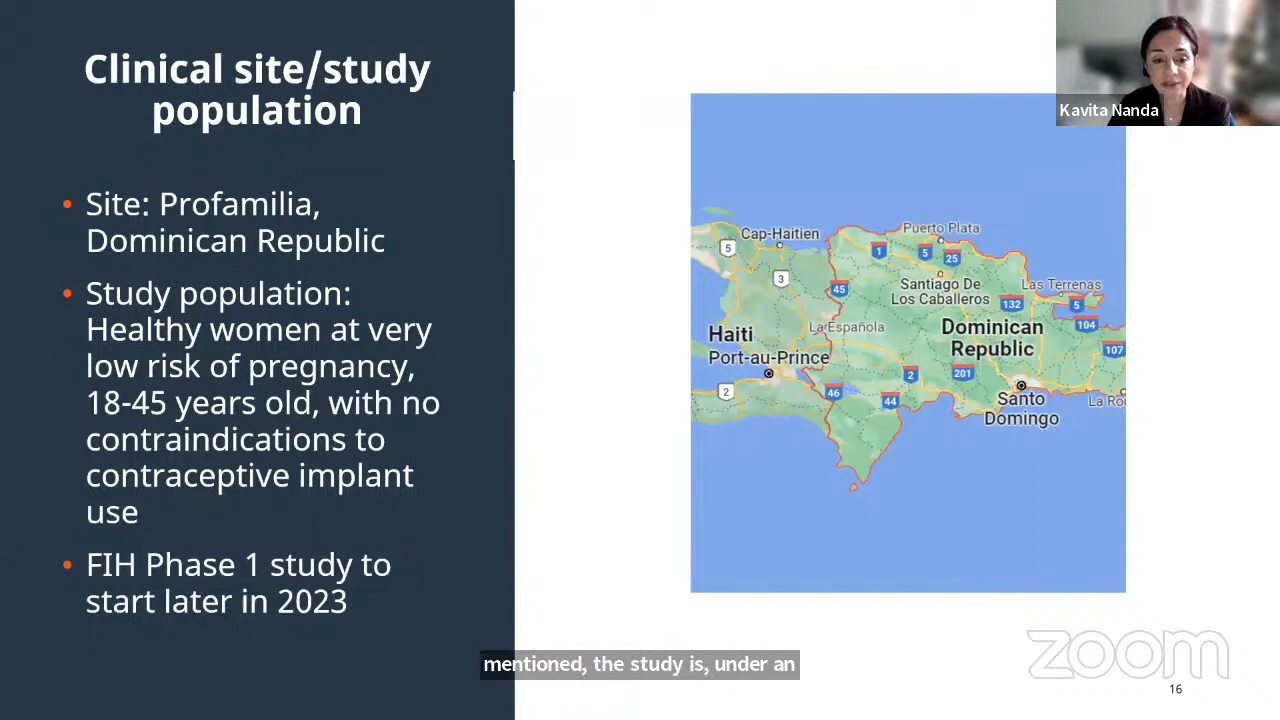 Clinical site/study
population
• Site: Profamilia,
Dominican Republic
• Study population:
Healthy women at very
low risk of pregnancy,
18-45 years old, with no
contraindications to
contraceptive implant
use
• FIH Phase 1 study to
start later in 2023
Kavita Nanda
Cap-Haitien
Puerto Plata
5
1
5
25
3
45
Santiago De
Los Caballeros
Las Terrenas
132
5
104
La Española
Haiti
Dominican
Republic
107
Port-au-Prince
2
201
2
46
44
Santo
Domingo
La Ro
mentioned, the study is, under an
zoom
16